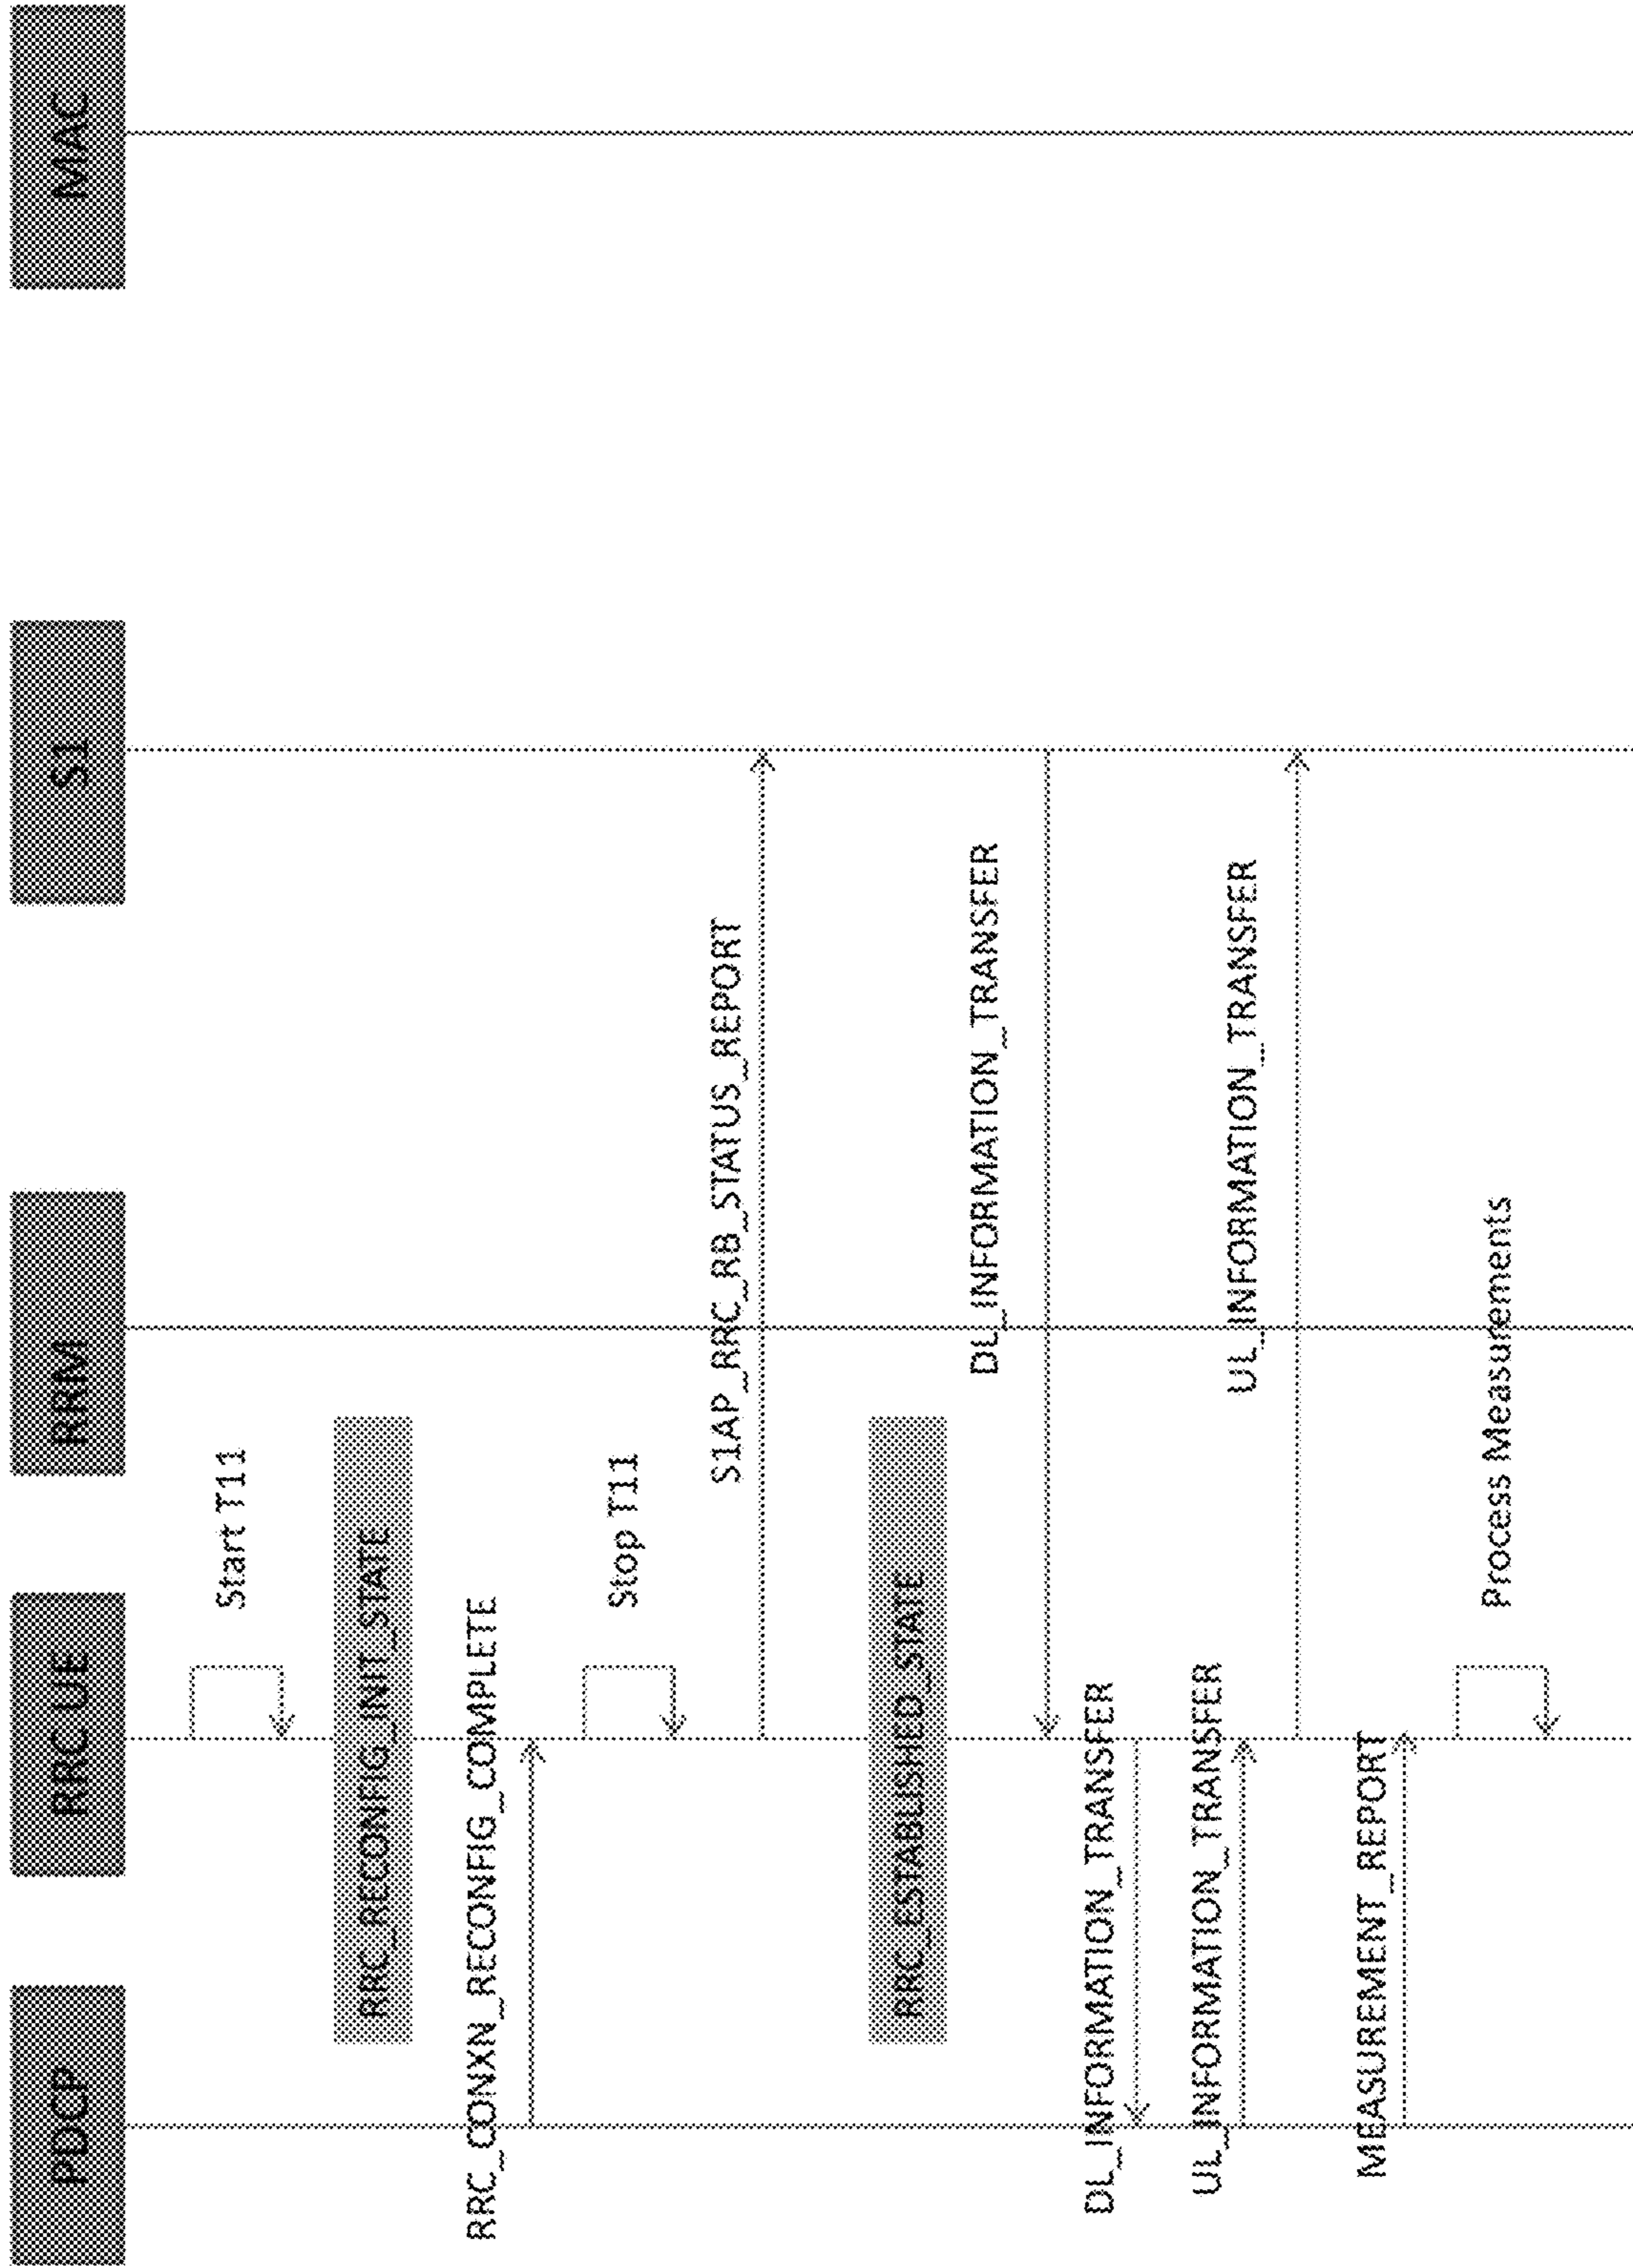 PDCP
RRC UE
RRM
S1
MAC
Start T11
RRC_RECONFIG_INIT_STATE
RRC_CONXN_RECONFIG_COMPLETE
Stop T11
S1AP_RRC_RB_STATUS_REPORT
RRC_ESTABLISHED_STATE
DL_INFORMATION_TRANSFER
DL_INFORMATION_TRANSFER
UL_INFORMATION_TRANSFER
UL_INFORMATION_TRANSFER
MEASUREMENT_REPORT
Process Measurements